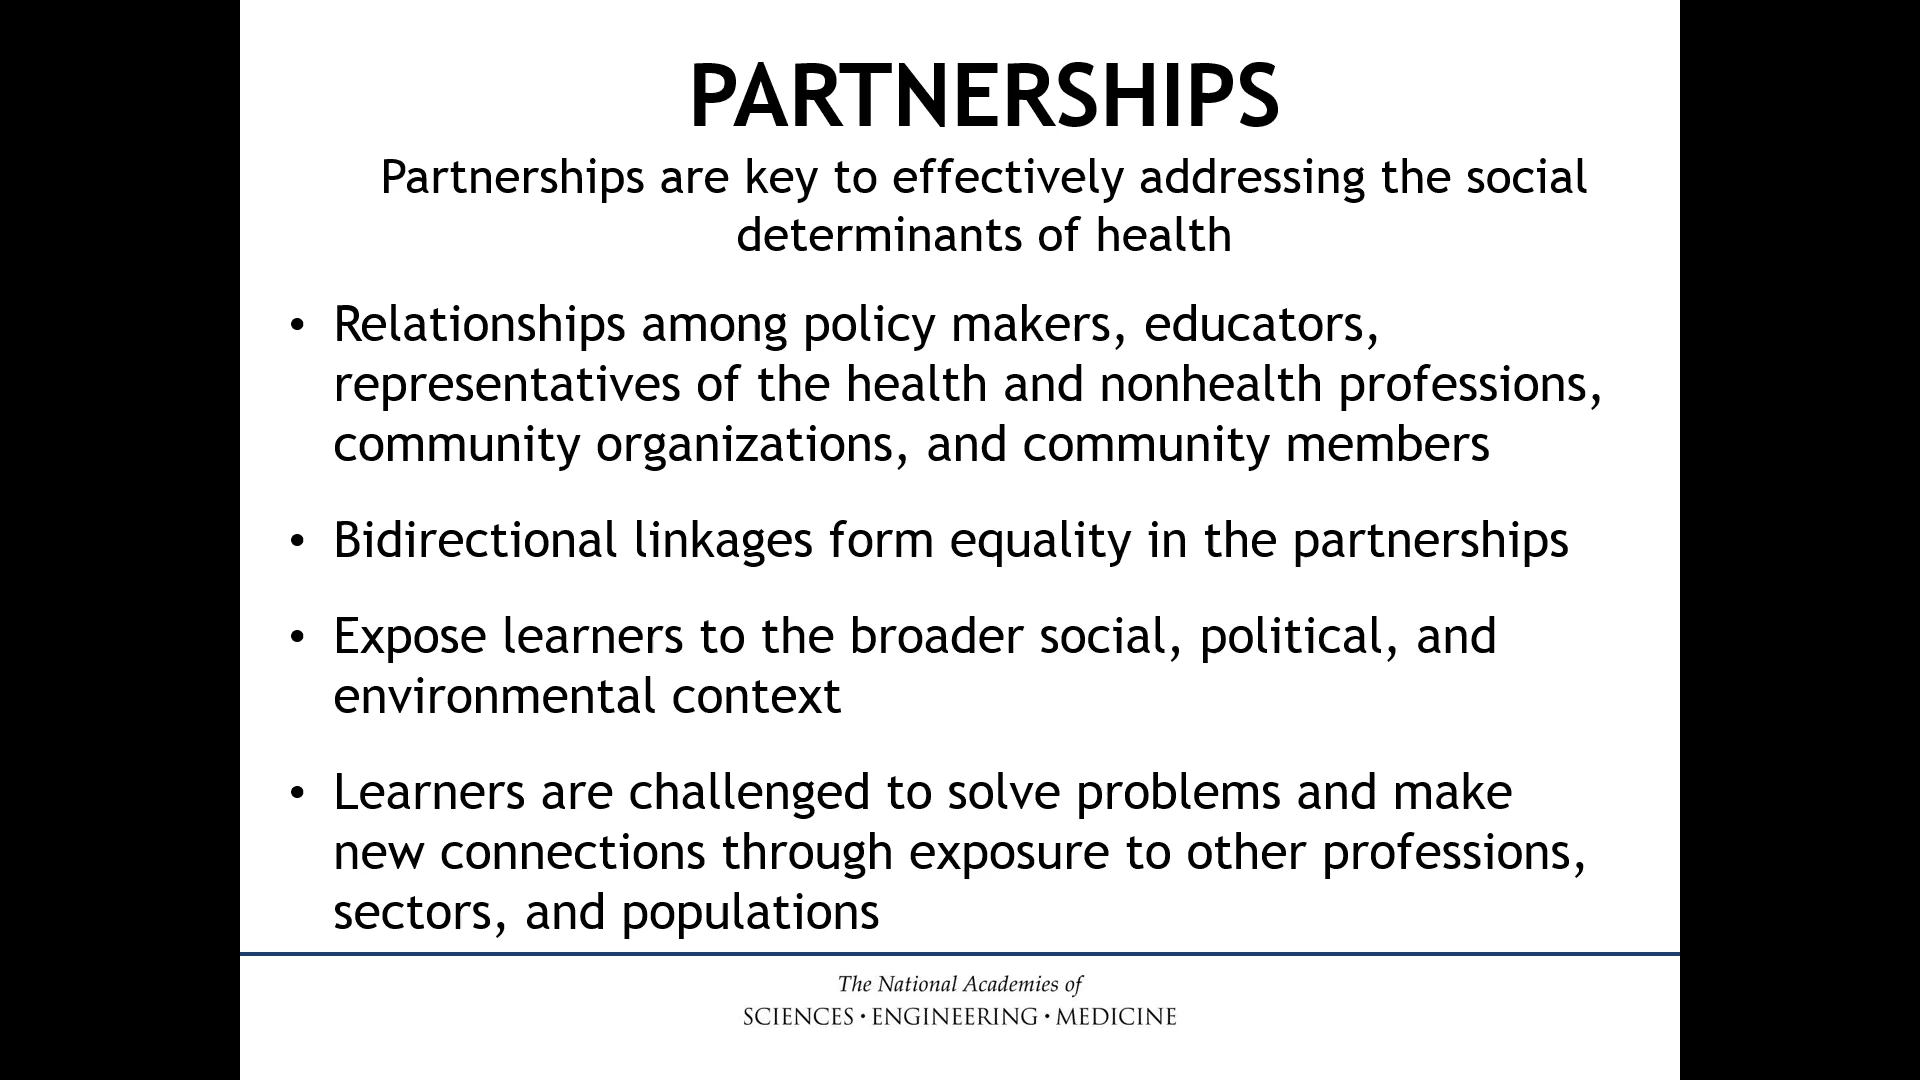 PARTNERSHIPS
Partnerships are key to effectively addressing the social
determinants of health
• Relationships among policy makers, educators,
representatives of the health and nonhealth professions,
community organizations, and community members
• Bidirectional linkages form equality in the partnerships
• Expose learners to the broader social, political, and
environmental context
• Learners are challenged to solve problems and make
new connections through exposure to other professions,
sectors, and populations
The National Academies of
SCIENCES · ENGINEERING · MEDICINE